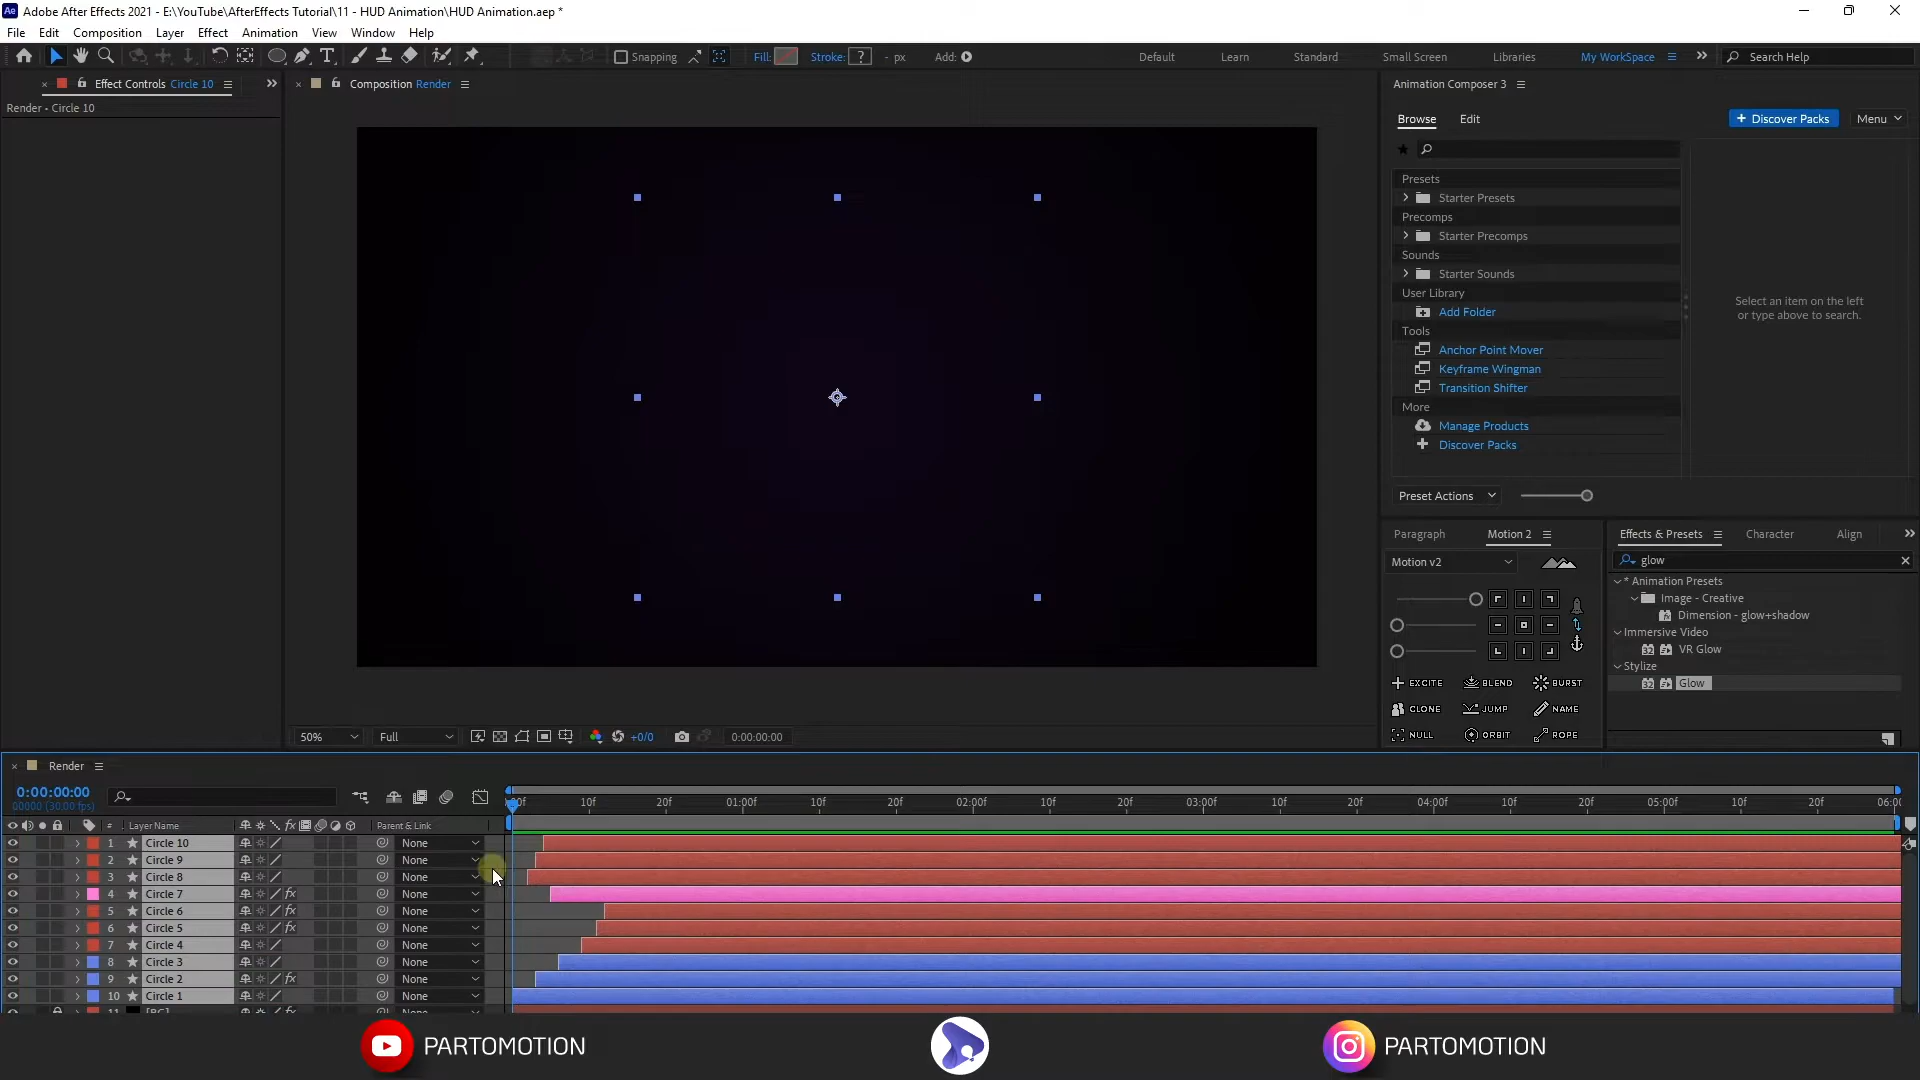 Adobe After Effects 2021 - E:\YouTube\AfterEffects Tutorial\11 - HUD Animation\HUD Animation.aep *
File Edit Composition Layer Effect Animation View Window Help
Snapping Fill: Stroke: ? - px Add: Default Learn Standard Small Screen Libraries My WorkSpace Search Help
Effect Controls Circle 10
Render - Circle 10
Composition Render
Animation Composer 3
Browse Edit + Discover Packs Menu
Presets
Starter Presets
Precomps
Starter Precomps
Sounds
Starter Sounds
User Library
Add Folder
Tools
Anchor Point Mover
Keyframe Wingman
Transition Shifter
More
Manage Products
Discover Packs
Select an item on the left
or type above to search.
Preset Actions
Paragraph Motion 2
Motion v2
EXCITE BLEND BURST
CLONE JUMP NAME
NULL ORBIT ROPE
Effects & Presets Character Align
glow
* Animation Presets
Image - Creative
Dimension - glow+shadow
Immersive Video
VR Glow
Stylize
Glow
50% Full +0/0 0:00:00:00
Render
0:00:00:00
00000 (30.00 fps)
10f 20f 01:00f 10f 20f 02:00f 10f 20f 03:00f 10f 20f 04:00f 10f 20f 05:00f 10f 20f 06:00
# Layer Name fx Parent & Link
1 Circle 10 None
2 Circle 9 None
3 Circle 8 None
4 Circle 7 fx None
5 Circle 6 fx None
6 Circle 5 fx None
7 Circle 4 None
8 Circle 3 None
9 Circle 2 fx None
10 Circle 1 None
PARTOMOTION PARTOMOTION